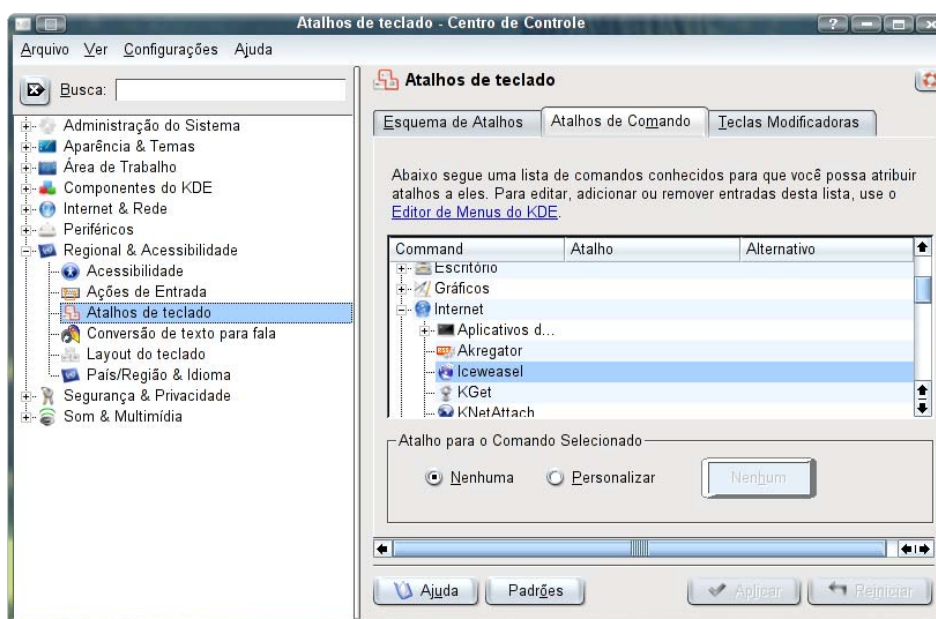 Atalhos de teclado - Centro de Controle
Arquivo Ver Configurações Ajuda
Busca:
Administração do Sistema
Aparência & Temas
Área de Trabalho
Componentes do KDE
Internet & Rede
Periféricos
Regional & Acessibilidade
Acessibilidade
Ações de Entrada
Atalhos de teclado
Conversão de texto para fala
Layout do teclado
País/Região & Idioma
Segurança & Privacidade
Som & Multimídia
Atalhos de teclado
Esquema de Atalhos Atalhos de Comando Teclas Modificadoras
Abaixo segue uma lista de comandos conhecidos para que você possa atribuir
atalhos a eles. Para editar, adicionar ou remover entradas desta lista, use o
Editor de Menus do KDE.
Command Atalho Alternativo
Escritório
Gráficos
Internet
Aplicativos d...
Akregator
Iceweasel
KGet
KNetAttach
Atalho para o Comando Selecionado
Nenhuma Personalizar Nenhum
Ajuda Padrões Aplicar Reiniciar